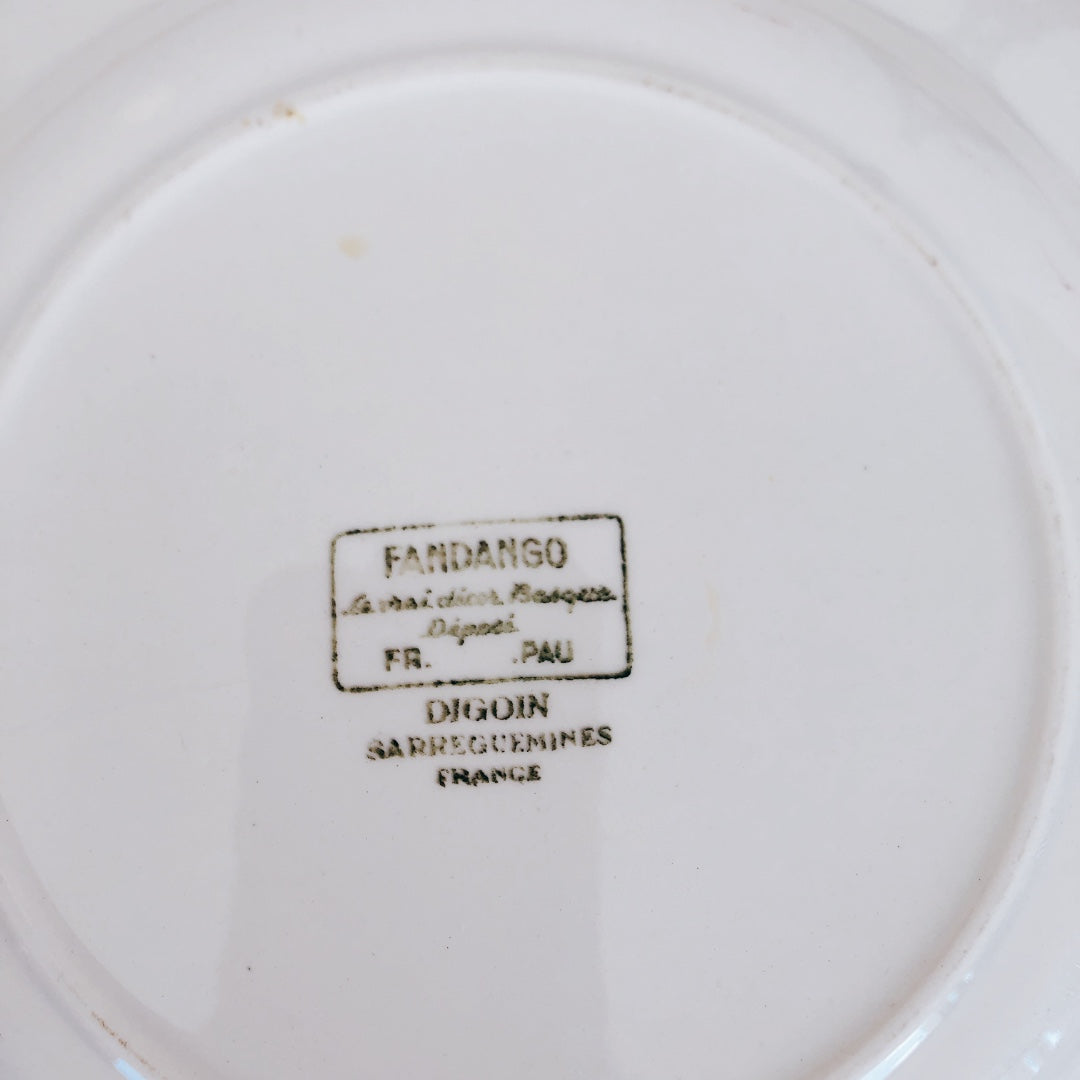 FANDANGO
Le vrai décor Basque
Déposé
FR. .PAU
DIGOIN
SARREGUEMINES
FRANCE